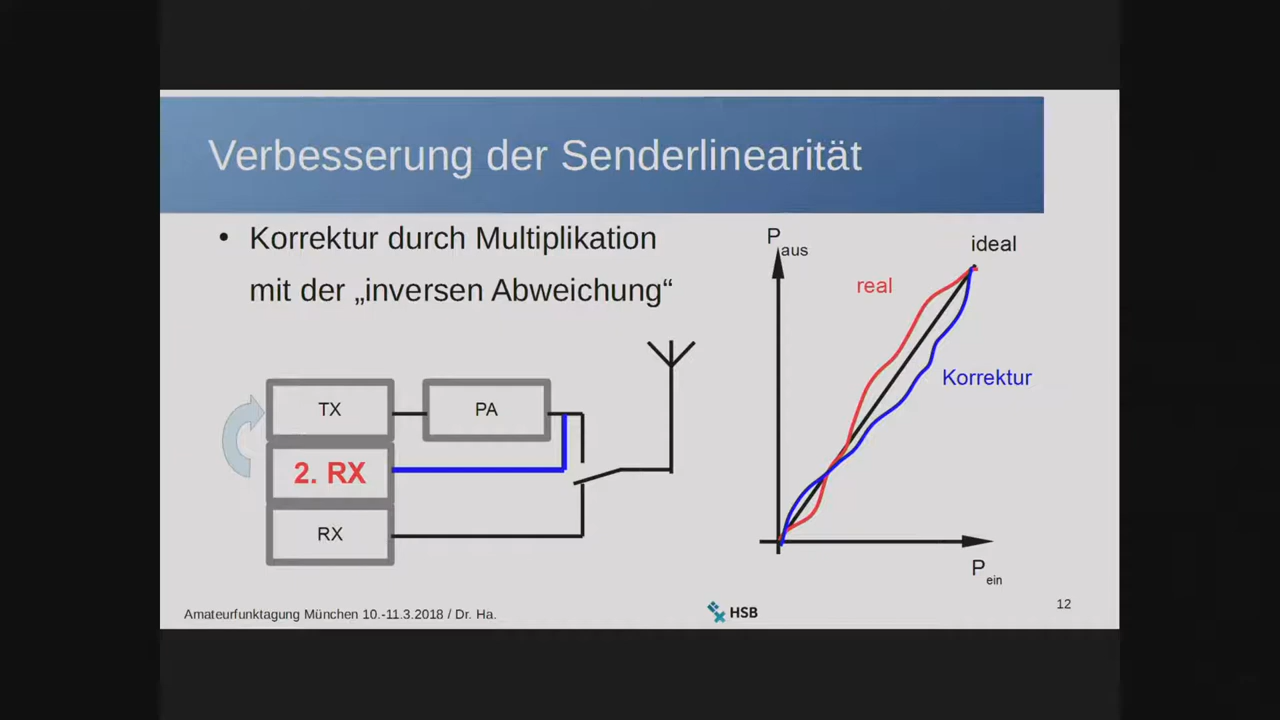 Verbesserung der Senderlinearität
• Korrektur durch Multiplikation
mit der „inversen Abweichung“
TX
PA
2. RX
RX
P aus
ideal
real
Korrektur
P ein
Amateurfunktagung München 10.-11.3.2018 / Dr. Ha.
HSB
12